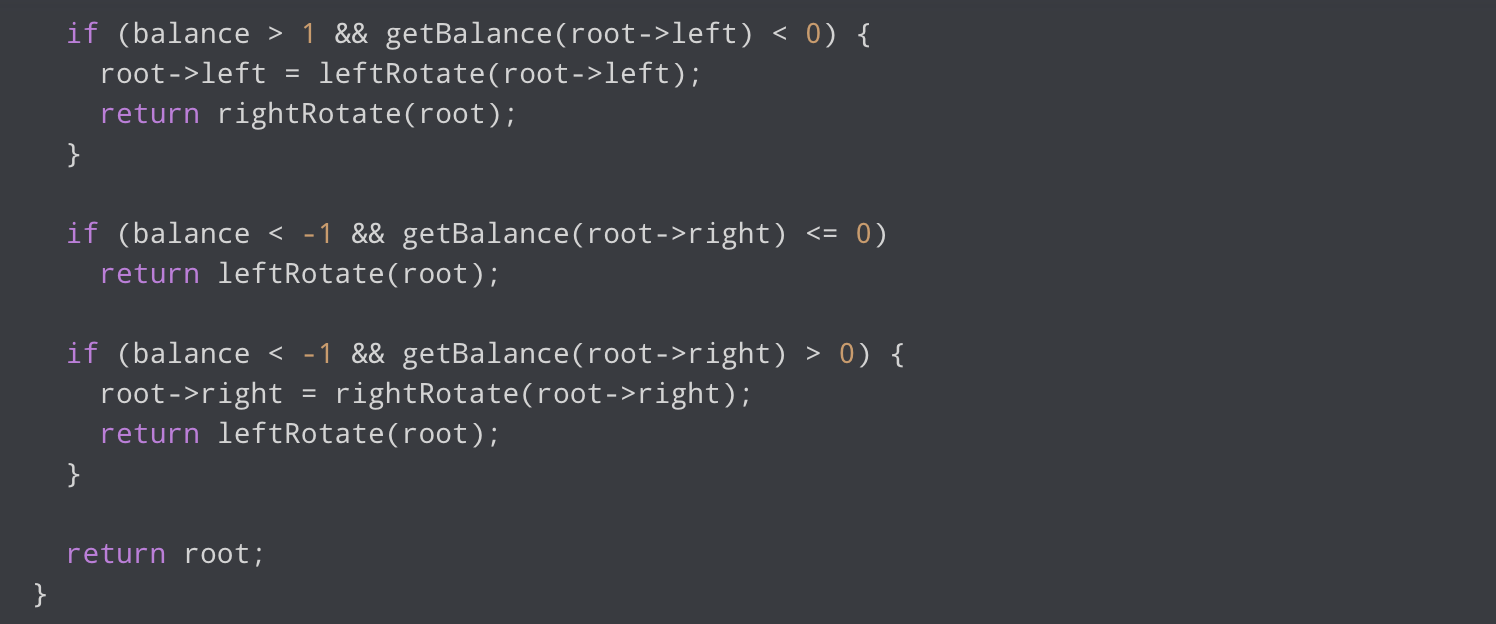 if (balance > 1 && getBalance(root->left) < 0) {
root->left = leftRotate(root->left);
return rightRotate(root);
}
if (balance < -1 && getBalance(root->right) <= 0)
return leftRotate(root);
if (balance < -1 && getBalance(root->right) > 0) {
root->right = rightRotate(root->right);
return leftRotate(root);
}
return root;
}